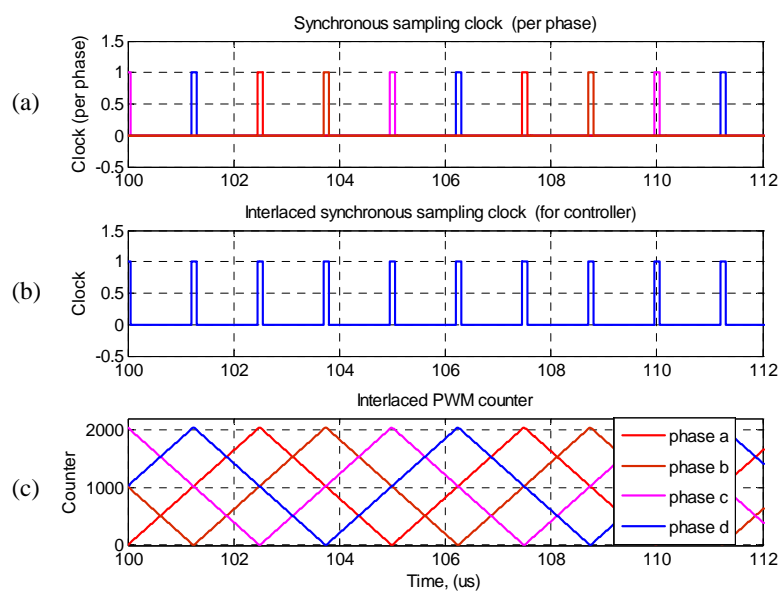 Synchronous sampling clock (per phase)
(a)
Clock (per phase)
1.5
1
0.5
0
-0.5
100 102 104 106 108 110 112
Interlaced synchronous sampling clock (for controller)
(b)
Clock
1.5
1
0.5
0
-0.5
100 102 104 106 108 110 112
Interlaced PWM counter
(c)
Counter
2000
1000
0
phase a
phase b
phase c
phase d
100 102 104 106 108 110 112
Time, (us)